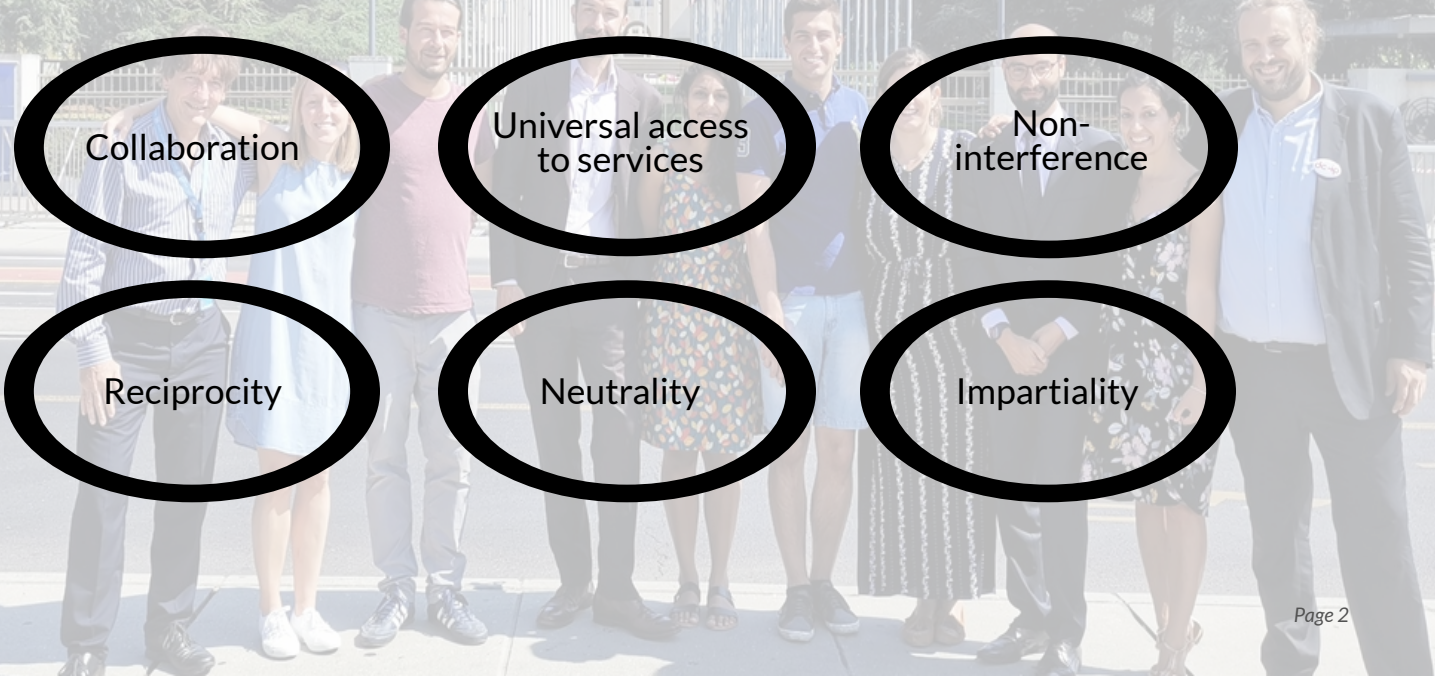 Collaboration
Universal access
to services
Non-
interference
Reciprocity
Neutrality
Impartiality
Page 2